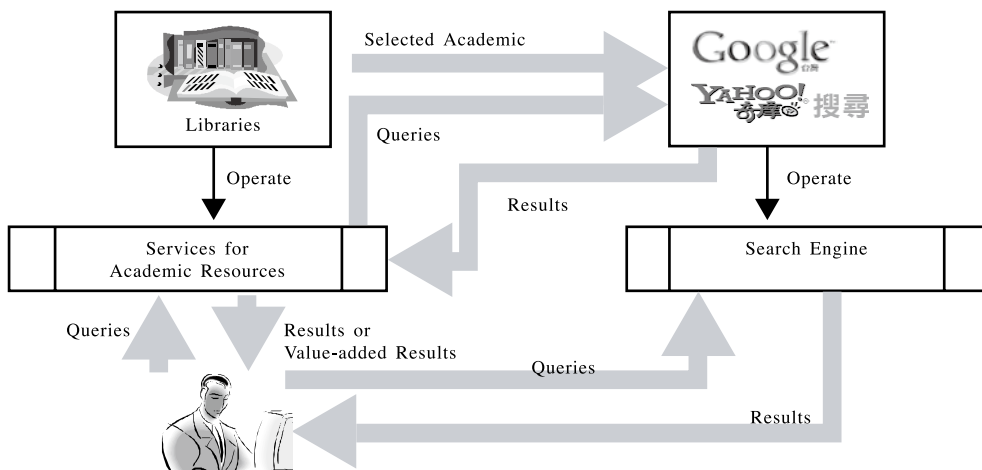 Selected Academic
Google
台灣
YAHOO!
奇摩
搜尋
Libraries
Queries
Operate
Operate
Results
Services for
Academic Resources
Search Engine
Queries
Results or
Value-added Results
Queries
Results